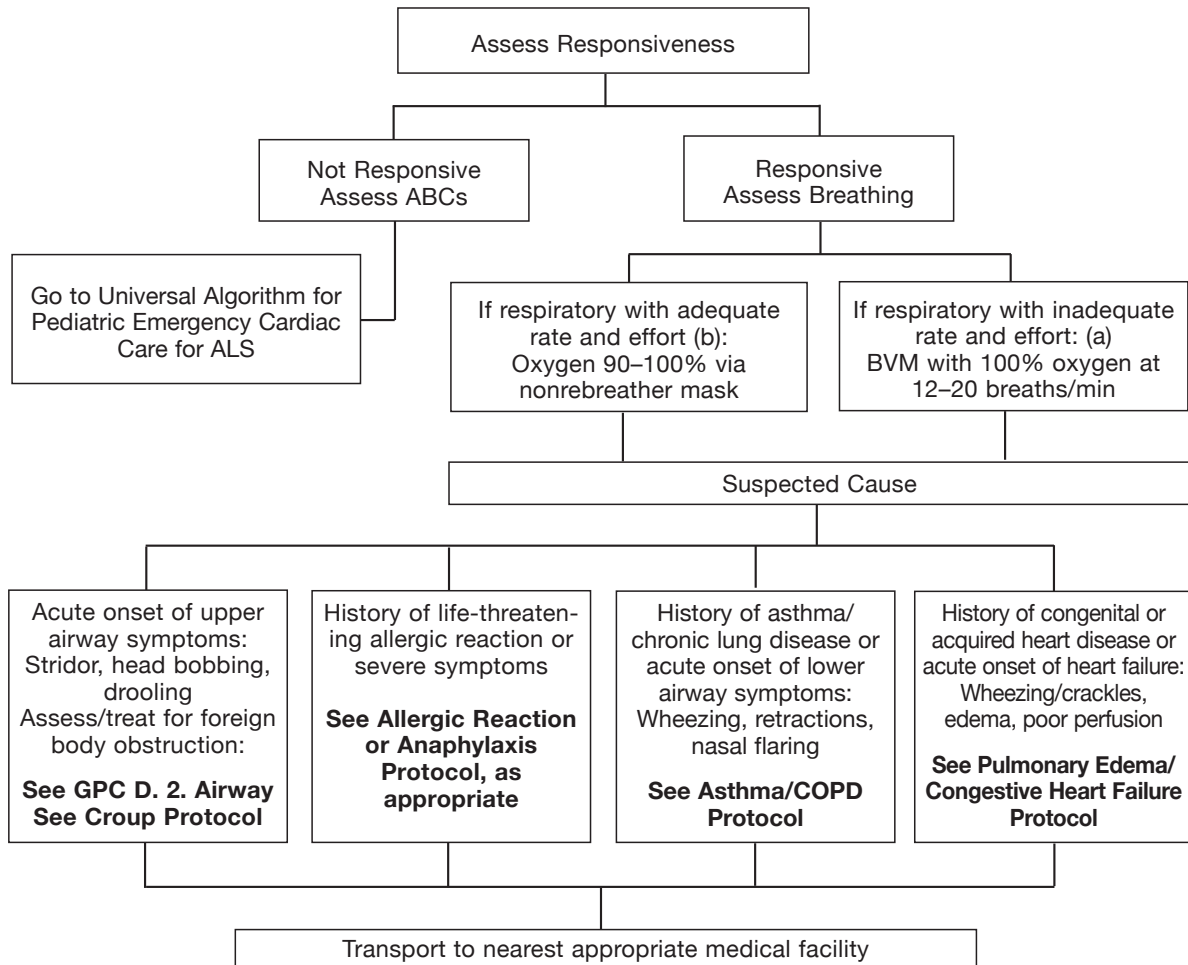 Assess Responsiveness
Not Responsive
Assess ABCs
Responsive
Assess Breathing
Go to Universal Algorithm for
Pediatric Emergency Cardiac
Care for ALS
If respiratory with adequate
rate and effort (b):
Oxygen 90–100% via
nonrebreather mask
If respiratory with inadequate
rate and effort: (a)
BVM with 100% oxygen at
12–20 breaths/min
Suspected Cause
Acute onset of upper
airway symptoms:
Stridor, head bobbing,
drooling
Assess/treat for foreign
body obstruction:
See GPC D. 2. Airway
See Croup Protocol
History of life-threaten-
ing allergic reaction or
severe symptoms
See Allergic Reaction
or Anaphylaxis
Protocol, as
appropriate
History of asthma/
chronic lung disease or
acute onset of lower
airway symptoms:
Wheezing, retractions,
nasal flaring
See Asthma/COPD
Protocol
History of congenital or
acquired heart disease or
acute onset of heart failure:
Wheezing/crackles,
edema, poor perfusion
See Pulmonary Edema/
Congestive Heart Failure
Protocol
Transport to nearest appropriate medical facility